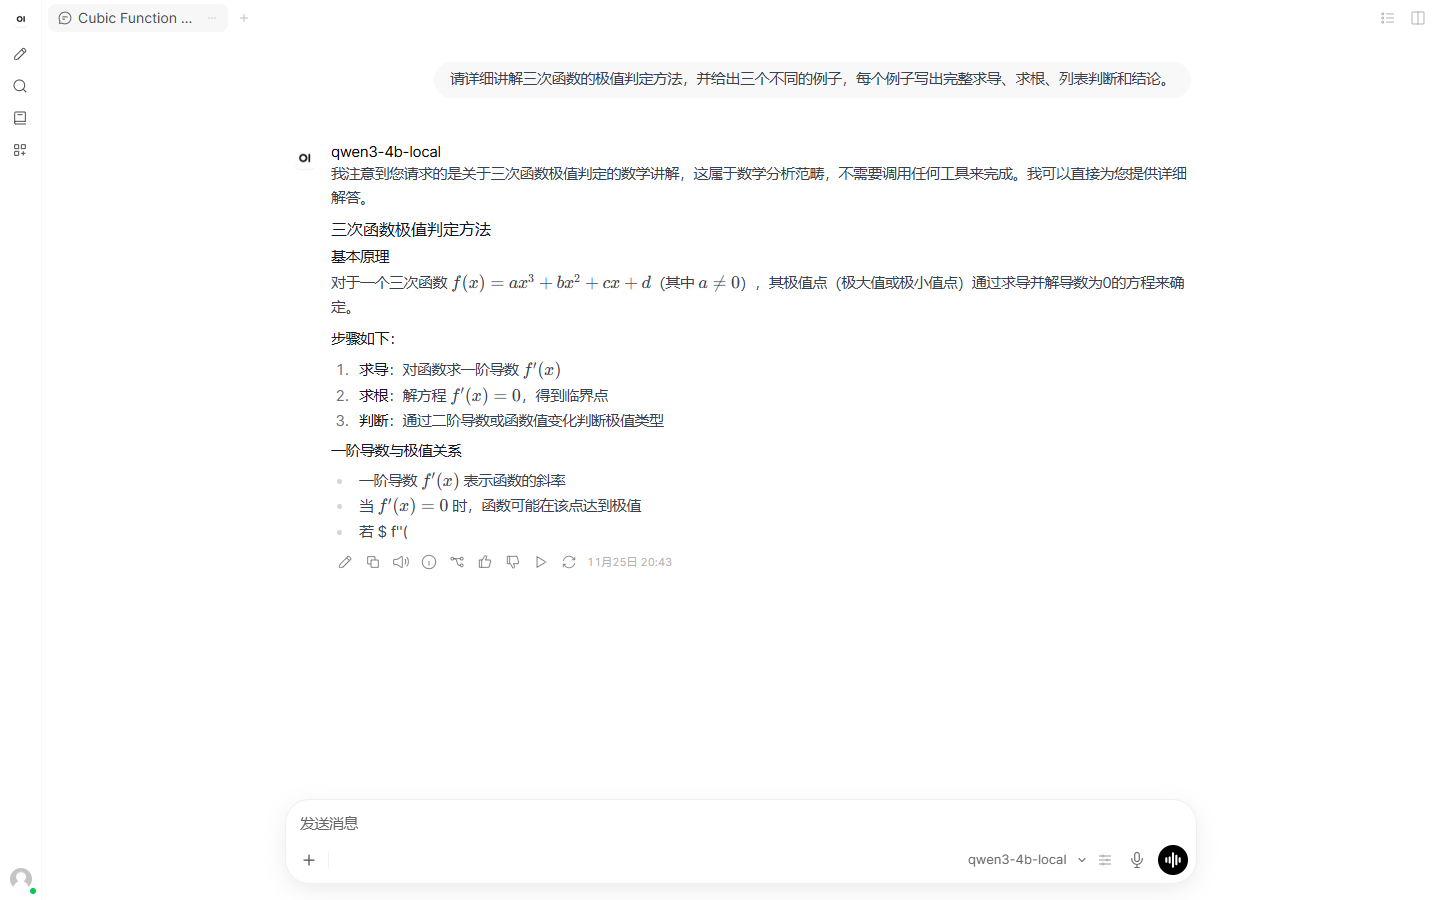 OI
Cubic Function ...
请详细讲解三次函数的极值判定方法，并给出三个不同的例子，每个例子写出完整求导、求根、列表判断和结论。
OI
qwen3-4b-local
我注意到您请求的是关于三次函数极值判定的数学讲解，这属于数学分析范畴，不需要调用任何工具来完成。我可以直接为您提供详细
解答。
三次函数极值判定方法
基本原理
对于一个三次函数 f(x) = ax³ + bx² + cx + d（其中 a ≠ 0），其极值点（极大值或极小值点）通过求导并解导数为0的方程来确
定。
步骤如下：
1. 求导：对函数求一阶导数 f′(x)
2. 求根：解方程 f′(x) = 0，得到临界点
3. 判断：通过二阶导数或函数值变化判断极值类型
一阶导数与极值关系
• 一阶导数 f′(x) 表示函数的斜率
• 当 f′(x) = 0 时，函数可能在该点达到极值
• 若 $ f''(
11月25日 20:43
发送消息
qwen3-4b-local